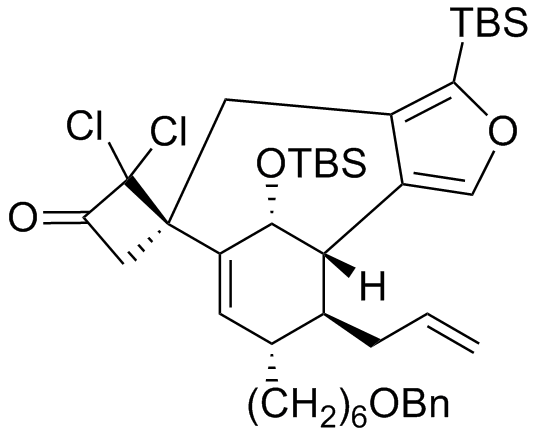 TBS
Cl Cl
O
OTBS
O
H
(CH₂)₆OBn